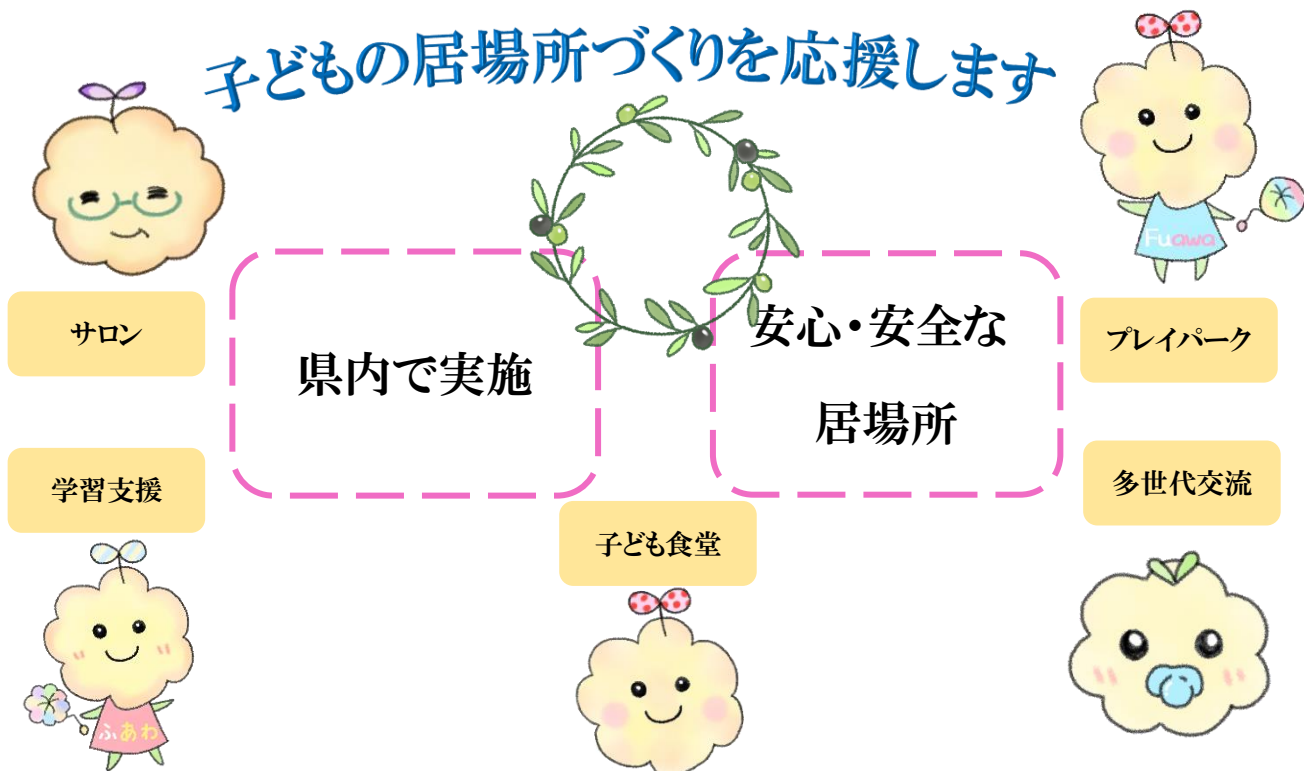 子どもの居場所づくりを応援します
サロン
県内で実施
安心・安全な
居場所
プレイパーク
学習支援
多世代交流
子ども食堂
Fuawa
ふあわ